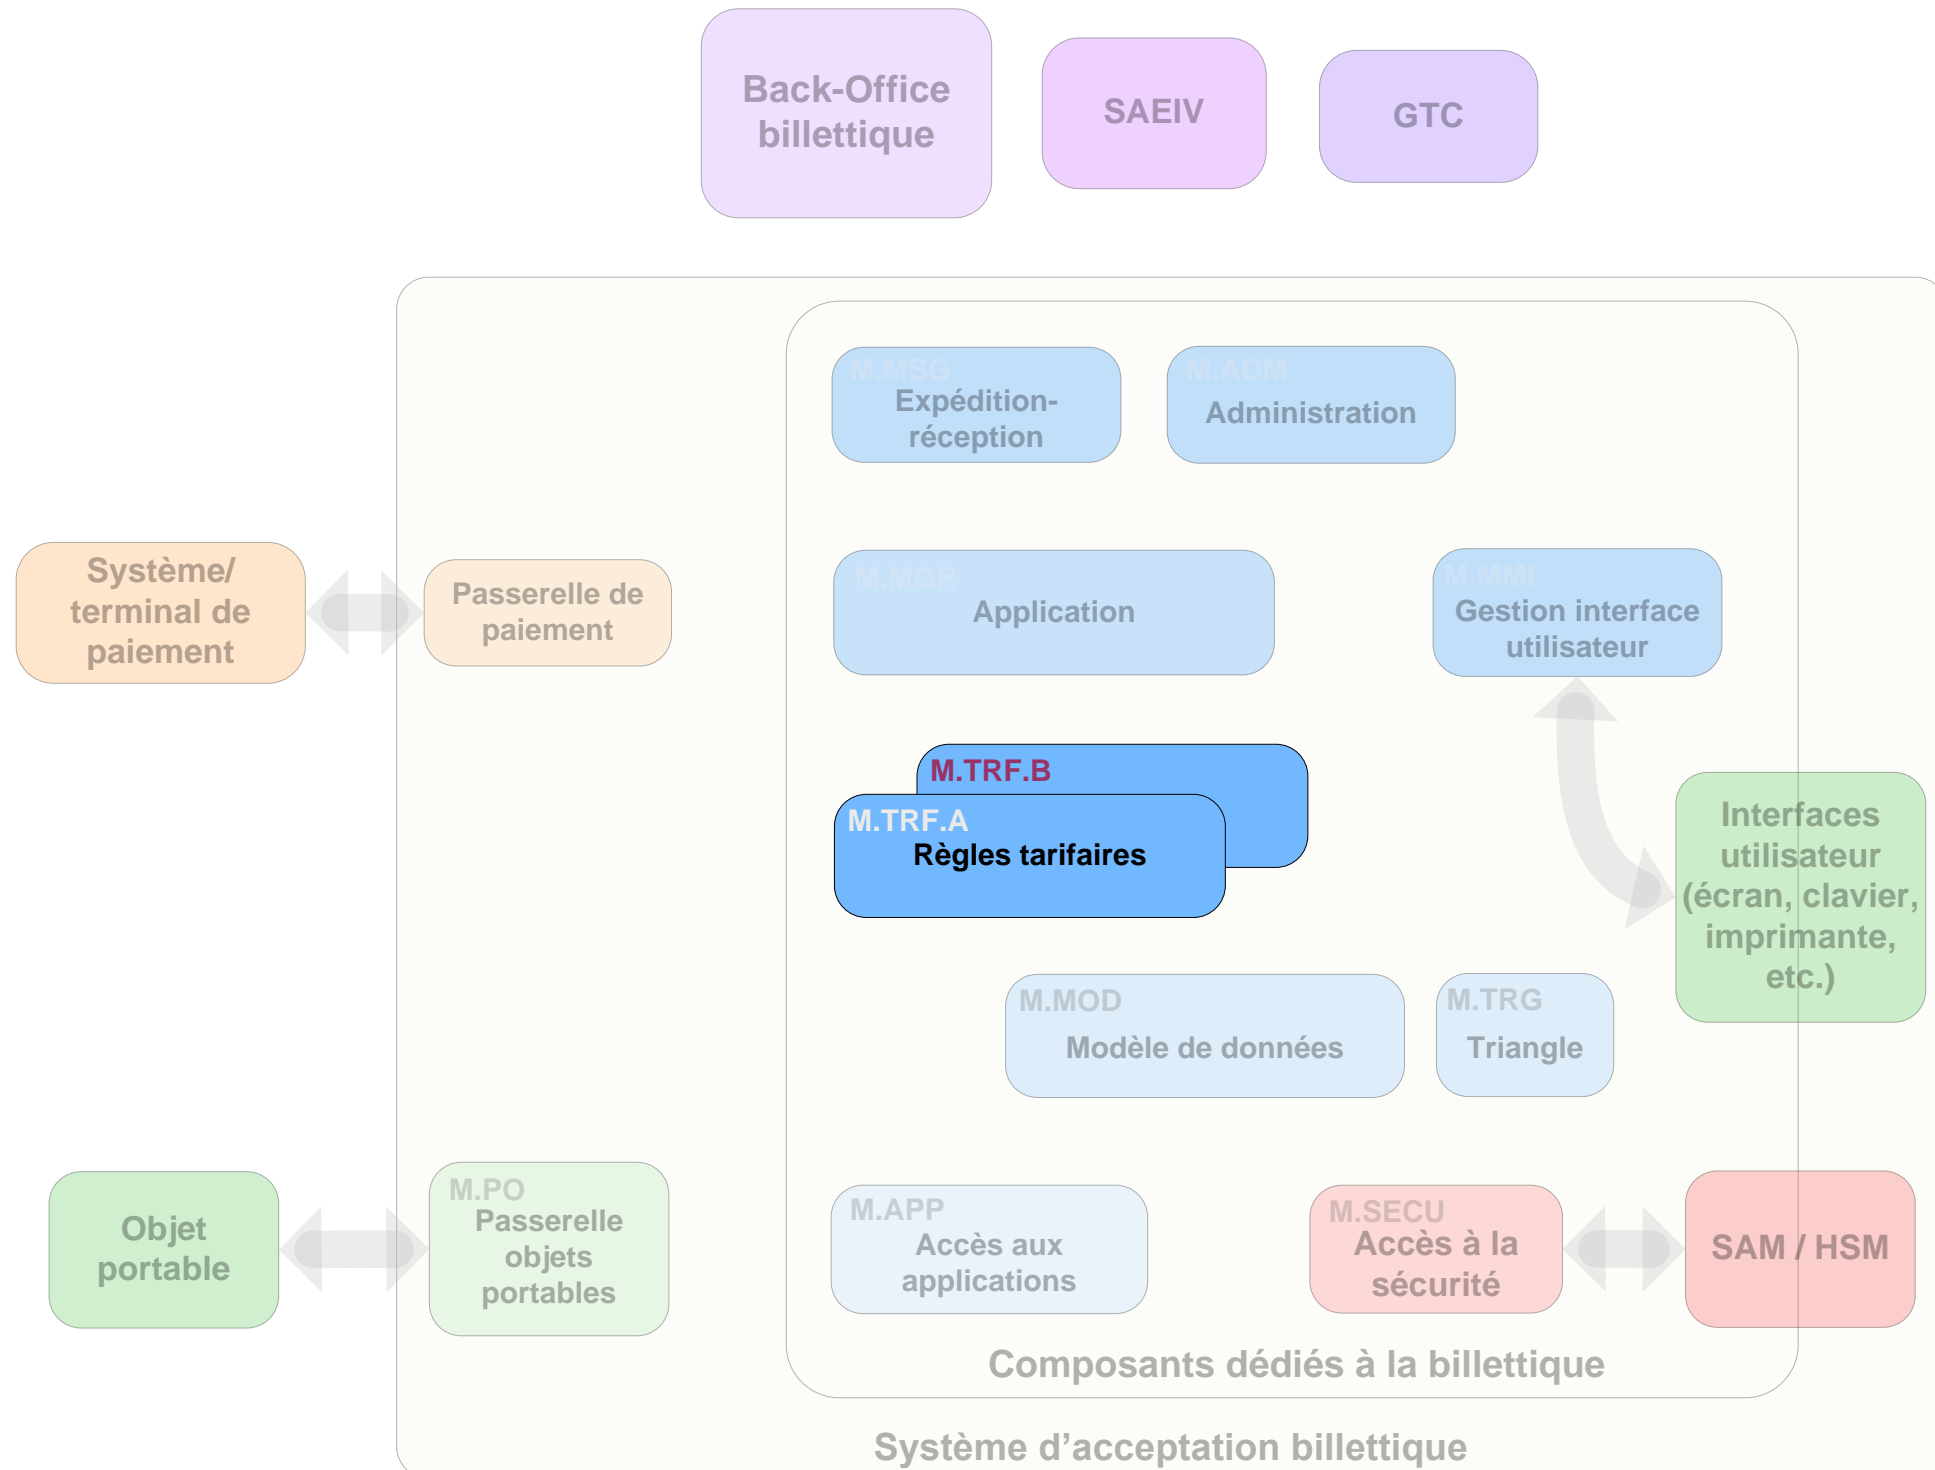 Back-Office
billettique
SAEIV
GTC
M.MSG
Expédition-
réception
M.ADM
Administration
Système/
terminal de
paiement
Passerelle de
paiement
M.MGR
Application
M.MMI
Gestion interface
utilisateur
M.TRF.B
M.TRF.A
Règles tarifaires
Interfaces
utilisateur
(écran, clavier,
imprimante,
etc.)
M.MOD
Modèle de données
M.TRG
Triangle
Objet
portable
M.PO
Passerelle
objets
portables
M.APP
Accès aux
applications
M.SECU
Accès à la
sécurité
SAM / HSM
Composants dédiés à la billettique
Système d’acceptation billettique